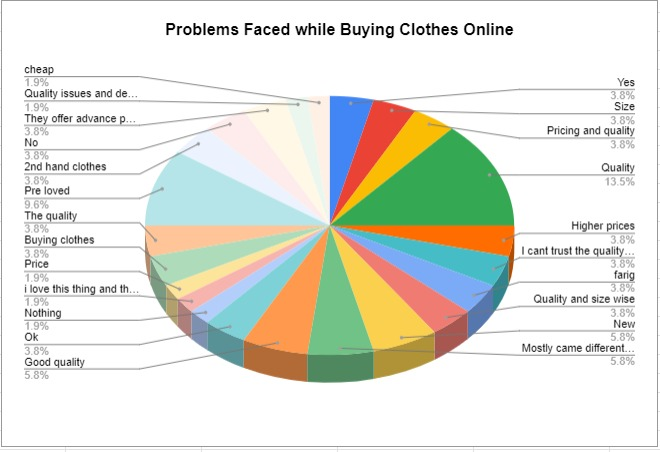 Problems Faced while Buying Clothes Online
cheap
1.9%
Quality issues and de…
1.9%
They offer advance p…
3.8%
No
3.8%
2nd hand clothes
3.8%
Pre loved
9.6%
The quality
3.8%
Buying clothes
3.8%
Price
1.9%
i love this thing and th…
1.9%
Nothing
1.9%
Ok
3.8%
Good quality
5.8%
Yes
3.8%
Size
3.8%
Pricing and quality
3.8%
Quality
13.5%
Higher prices
3.8%
I cant trust the quality…
3.8%
farig
3.8%
Quality and size wise
3.8%
New
5.8%
Mostly came different…
5.8%